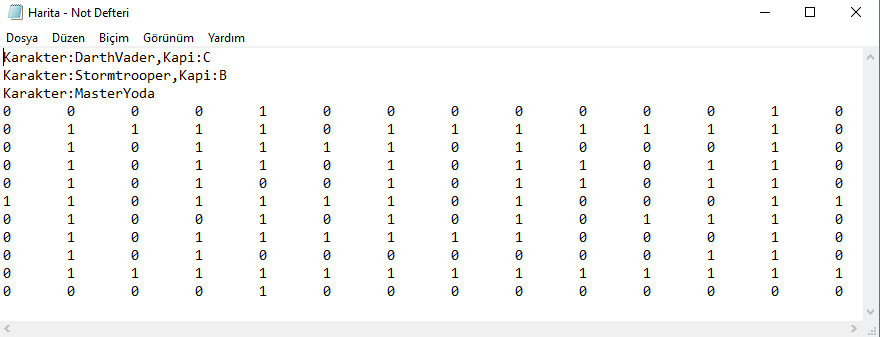 Harita - Not Defteri
Dosya Düzen Biçim Görünüm Yardım
Karakter:DarthVader,Kapi:C
Karakter:Stormtrooper,Kapi:B
Karakter:MasterYoda
0 0 0 0 1 0 0 0 0 0 0 0 1 0
0 1 1 1 1 0 1 1 1 1 1 1 1 0
0 1 0 1 1 1 1 0 1 0 0 0 1 0
0 1 0 1 1 0 1 0 1 1 0 1 1 0
0 1 0 1 0 0 1 0 1 1 0 1 1 0
1 1 0 1 1 1 1 0 1 0 0 0 1 1
0 1 0 0 1 0 1 1 1 0 1 1 1 0
0 1 0 1 1 1 1 1 1 0 0 0 1 0
0 1 0 1 0 0 0 0 0 0 0 1 1 0
0 1 1 1 1 1 1 1 1 1 1 1 1 1
0 0 0 0 1 0 0 0 0 0 0 0 0 0